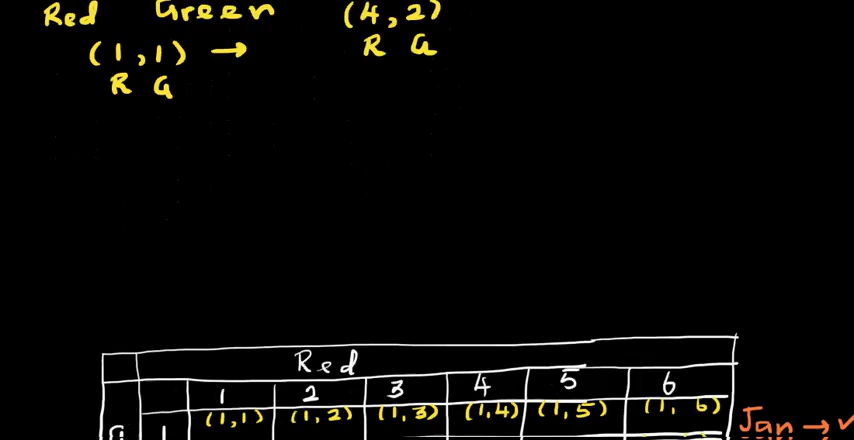 Red Green (4,2)
(1,1) → R G
R G
Red
1 2 3 4 5 6
G 1 (1,1) (1,2) (1,3) (1,4) (1,5) (1, 6) Jan →